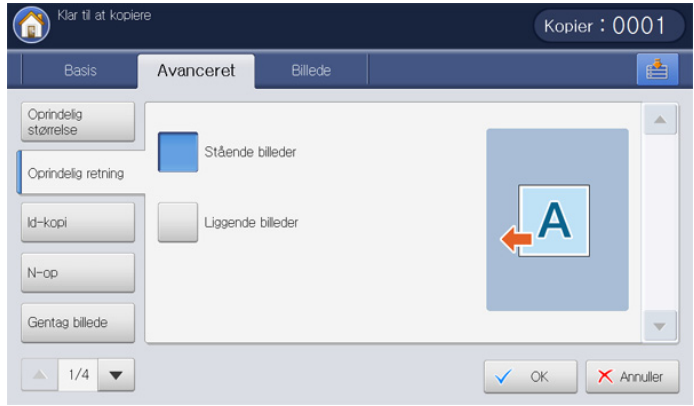 Klar til at kopiere
Kopier : 0001
Basis
Avanceret
Billede
Oprindelig
størrelse
Oprindelig retning
Id-kopi
N-op
Gentag billede
1/4
Stående billeder
Liggende billeder
A
OK
Annuller